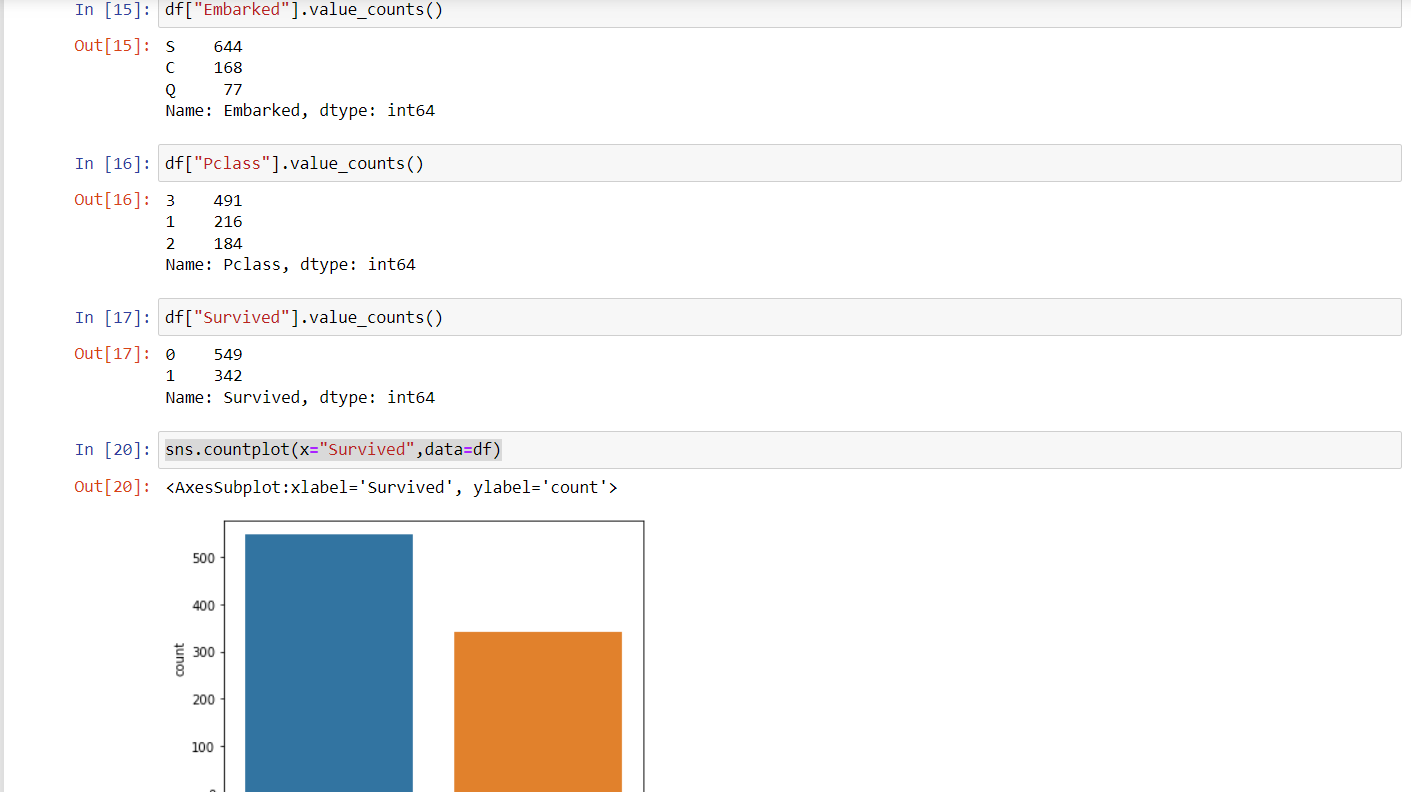 In [15]: df["Embarked"].value_counts()
Out[15]: S    644
C    168
Q     77
Name: Embarked, dtype: int64
In [16]: df["Pclass"].value_counts()
Out[16]: 3    491
1    216
2    184
Name: Pclass, dtype: int64
In [17]: df["Survived"].value_counts()
Out[17]: 0    549
1    342
Name: Survived, dtype: int64
In [20]: sns.countplot(x="Survived",data=df)
Out[20]: <AxesSubplot:xlabel='Survived', ylabel='count'>
500
400
300
200
100
count